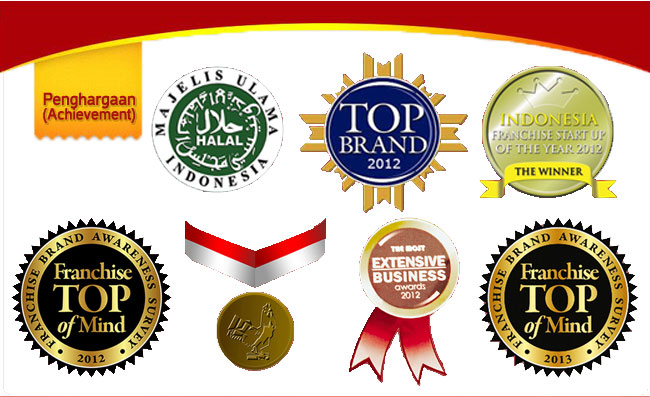 Penghargaan
(Achievement)
MAJELIS ULAMA
حلال
HALAL
INDONESIA
TOP
BRAND
2012
INDONESIA
FRANCHISE START UP
OF THE YEAR 2012
THE WINNER
FRANCHISE BRAND AWARENESS SURVEY
Franchise
TOP
of Mind
2012
THE MOST
EXTENSIVE
BUSINESS
awards
2012
FRANCHISE BRAND AWARENESS SURVEY
Franchise
TOP
of Mind
2013